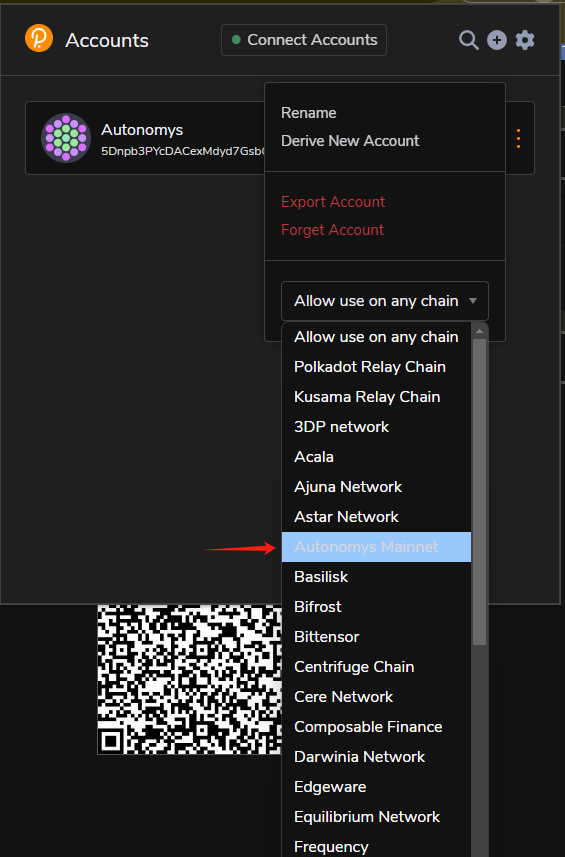 Accounts
Connect Accounts
Autonomys
5Dnpb3PYcDACexMdyd7Gsb
Rename
Derive New Account
Export Account
Forget Account
Allow use on any chain
Allow use on any chain
Polkadot Relay Chain
Kusama Relay Chain
3DP network
Acala
Ajuna Network
Astar Network
Autonomys Mainnet
Basilisk
Bifrost
Bittensor
Centrifuge Chain
Cere Network
Composable Finance
Darwinia Network
Edgeware
Equilibrium Network
Frequency